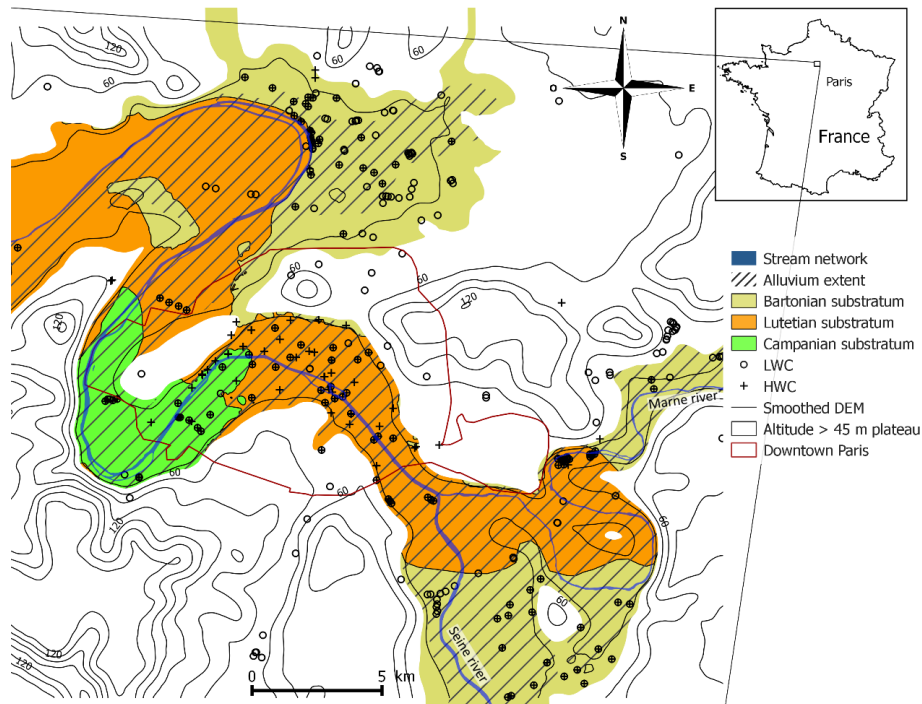 N
O
E
S
Paris
France
120
60
60
60
60
120
120
60
60
120
120
60
60
Marne river
Seine river
0 5 km
Stream network
Alluvium extent
Bartonian substratum
Lutetian substratum
Campanian substratum
LWC
HWC
Smoothed DEM
Altitude > 45 m plateau
Downtown Paris